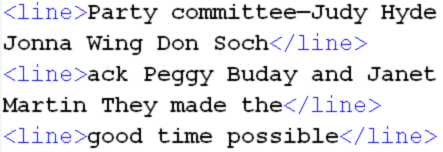 <line>Party committee—Judy Hyde
Jonna Wing Don Soch</line>
<line>ack Peggy Buday and Janet
Martin They made the</line>
<line>good time possible</line>